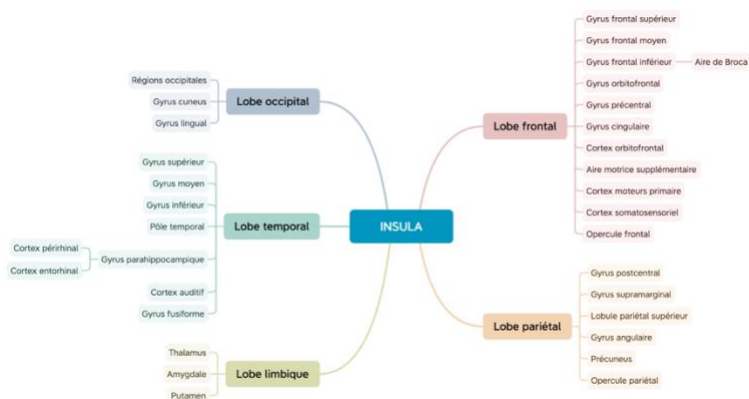 INSULA
Lobe occipital
Régions occipitales
Gyrus cuneus
Gyrus lingual
Lobe temporal
Gyrus supérieur
Gyrus moyen
Gyrus inférieur
Pôle temporal
Gyrus parahippocampique
Cortex périrhinal
Cortex entorhinal
Cortex auditif
Gyrus fusiforme
Lobe limbique
Thalamus
Amygdale
Putamen
Lobe frontal
Gyrus frontal supérieur
Gyrus frontal moyen
Gyrus frontal inférieur
Aire de Broca
Gyrus orbitofrontal
Gyrus précentral
Gyrus cingulaire
Cortex orbitofrontal
Aire motrice supplémentaire
Cortex moteurs primaire
Cortex somatosensoriel
Opercule frontal
Lobe pariétal
Gyrus postcentral
Gyrus supramarginal
Lobule pariétal supérieur
Gyrus angulaire
Précuneus
Opercule pariétal